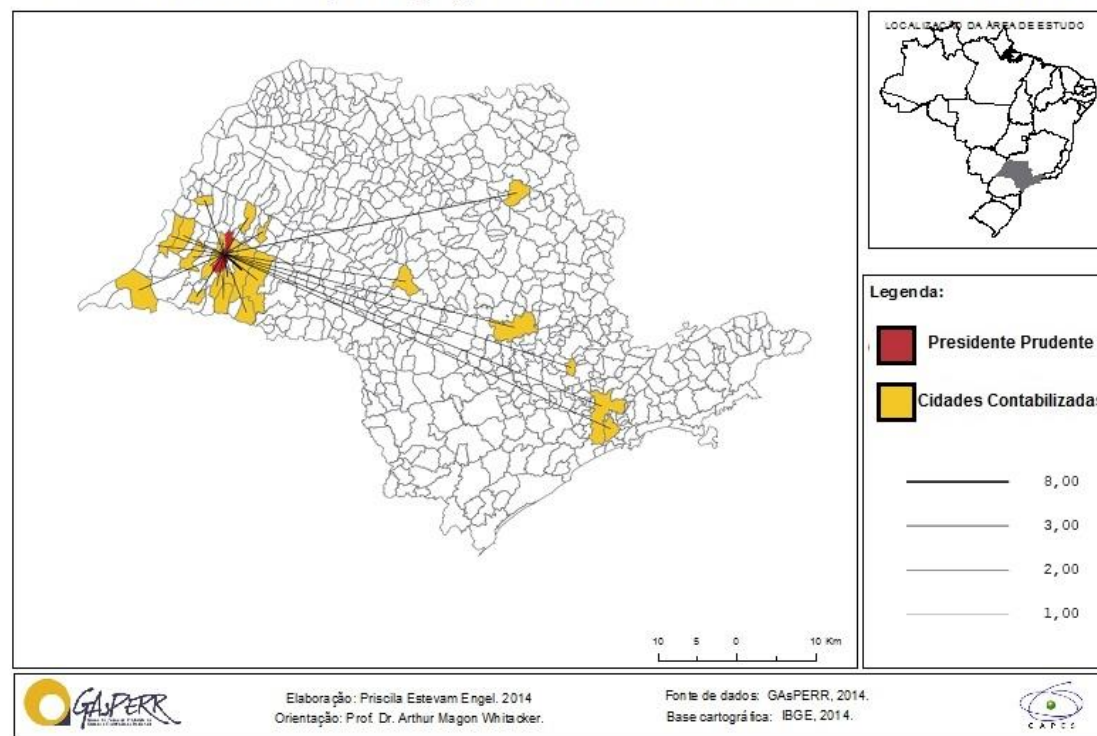 LOCALIZAÇÃO DA ÁREA DE ESTUDO
Legenda:
Presidente Prudente
Cidades Contabilizadas
8,00
3,00
2,00
1,00
10 5 0 10 Km
GAsPERR
Elaboração: Priscila Estevam Engel. 2014
Orientação: Prof. Dr. Arthur Magon Whitacker.
Fonte de dados: GAsPERR, 2014.
Base cartográfica: IBGE, 2014.
CAPES